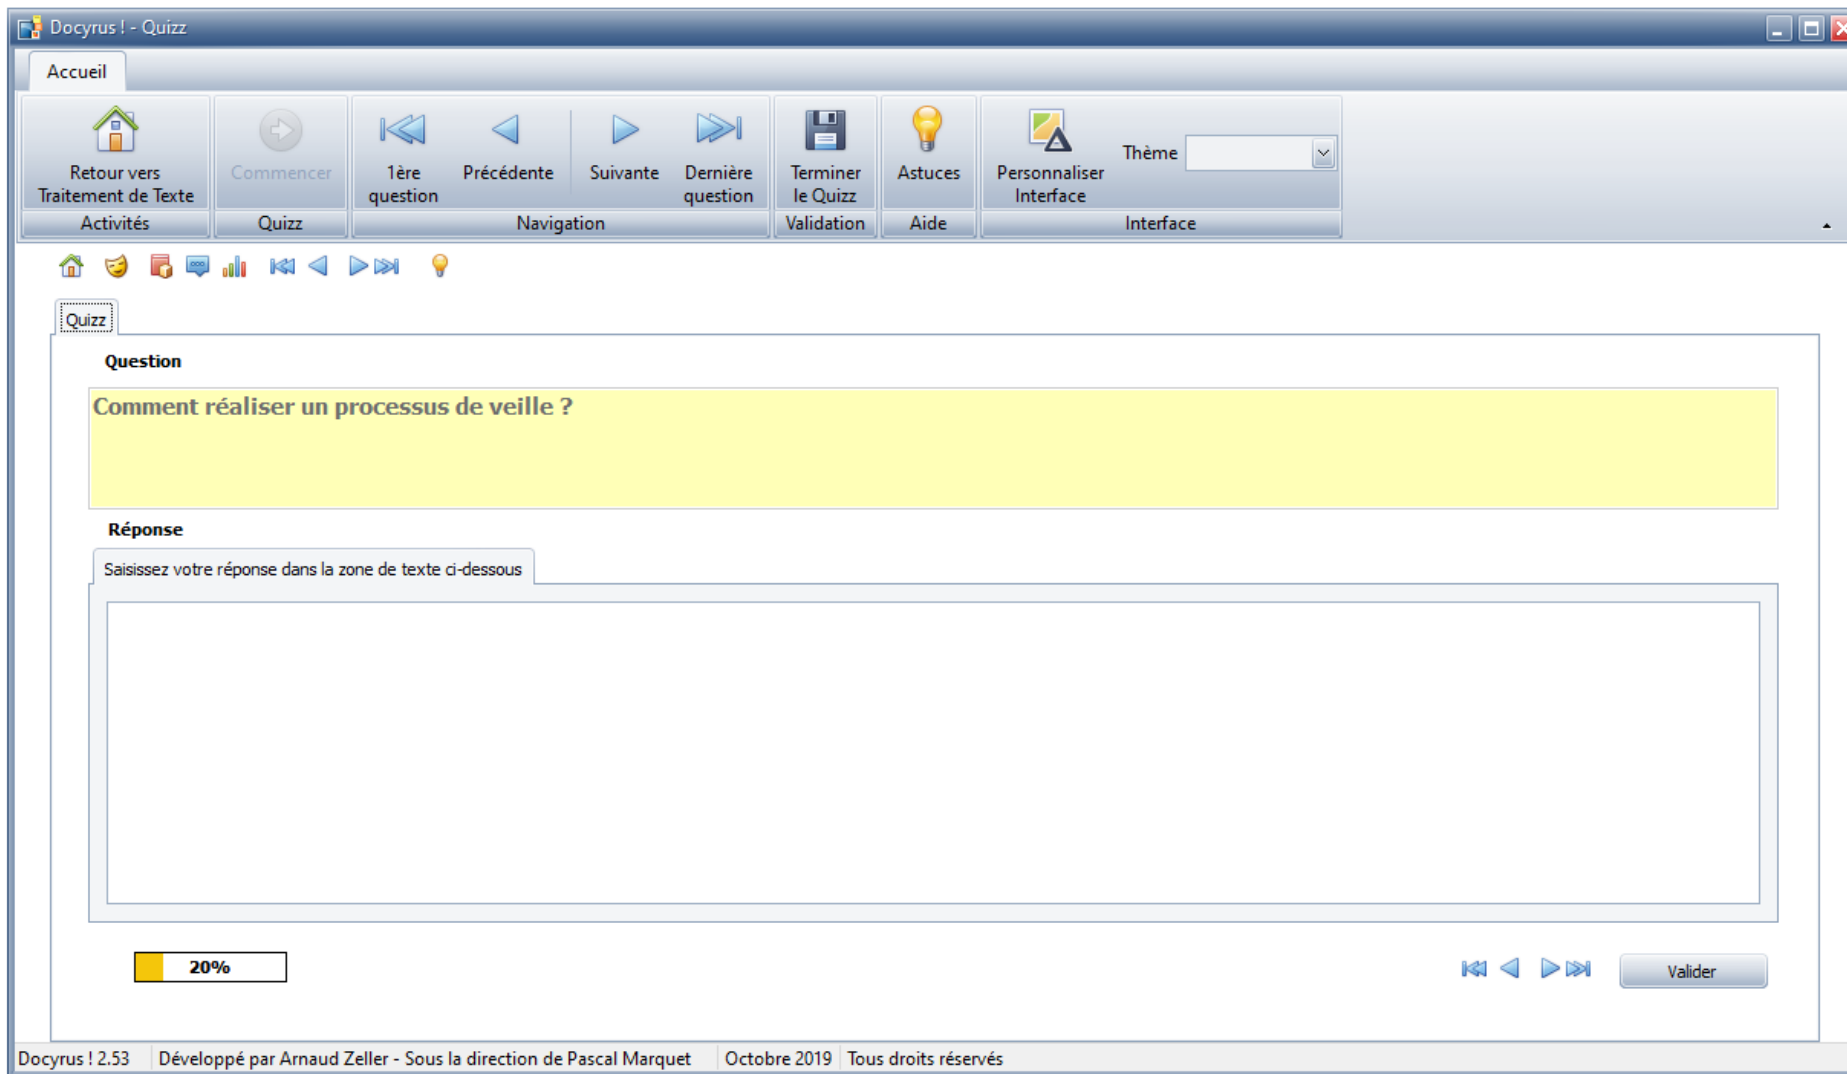 Docyrus ! - Quizz
Accueil
Retour vers
Traitement de Texte
Activités
Commencer
Quizz
1ère
question
Précédente
Suivante
Dernière
question
Navigation
Terminer
le Quizz
Validation
Astuces
Aide
Personnaliser
Interface
Thème
Interface
Quizz
Question
Comment réaliser un processus de veille ?
Réponse
Saisissez votre réponse dans la zone de texte ci-dessous
20%
Valider
Docyrus ! 2.53 Développé par Arnaud Zeller - Sous la direction de Pascal Marquet Octobre 2019 Tous droits réservés